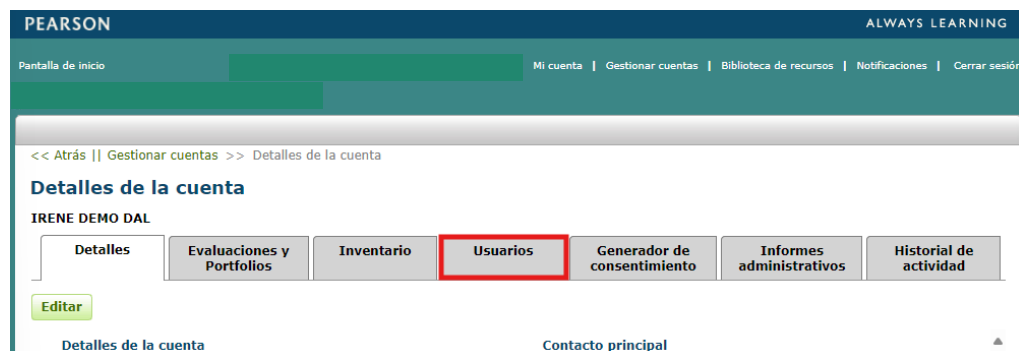 PEARSON ALWAYS LEARNING
Pantalla de inicio Mi cuenta | Gestionar cuentas | Biblioteca de recursos | Notificaciones | Cerrar sesión
<< Atrás || Gestionar cuentas >> Detalles de la cuenta
Detalles de la cuenta
IRENE DEMO DAL
Detalles
Evaluaciones y
Portfolios
Inventario
Usuarios
Generador de
consentimiento
Informes
administrativos
Historial de
actividad
Editar
Detalles de la cuenta Contacto principal